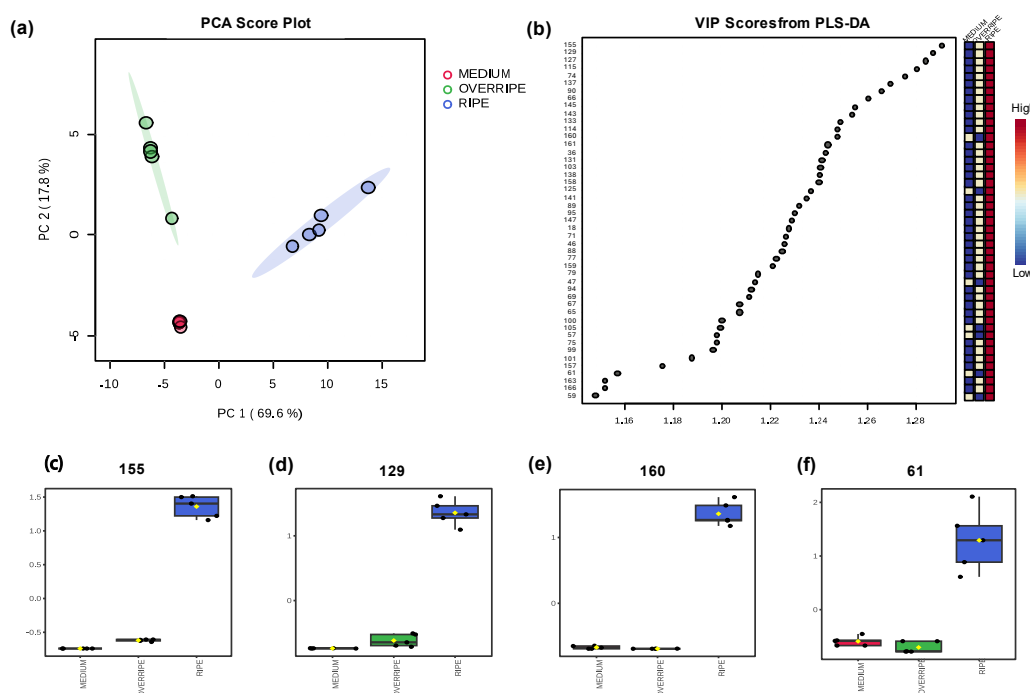 (a)
PCA Score Plot
MEDIUM
OVERRIPE
RIPE
5
0
-5
PC 2 ( 17.8 %)
-10
-5
0
5
10
15
PC 1 ( 69.6 %)
(b)
VIP Scoresfrom PLS-DA
155
129
127
115
74
137
90
66
145
143
133
114
160
161
36
131
103
138
158
125
141
89
95
147
18
71
46
88
77
159
79
47
94
69
67
65
100
105
57
75
99
101
157
61
163
166
59
1.16
1.18
1.20
1.22
1.24
1.26
1.28
MEDIUM
OVERRIPE
RIPE
High
Low
(c)
155
1.5
1.0
0.5
0.0
-0.5
MEDIUM
OVERRIPE
RIPE
(d)
129
1
0
MEDIUM
OVERRIPE
RIPE
(e)
160
1
0
MEDIUM
OVERRIPE
RIPE
(f)
61
2
1
0
MEDIUM
OVERRIPE
RIPE